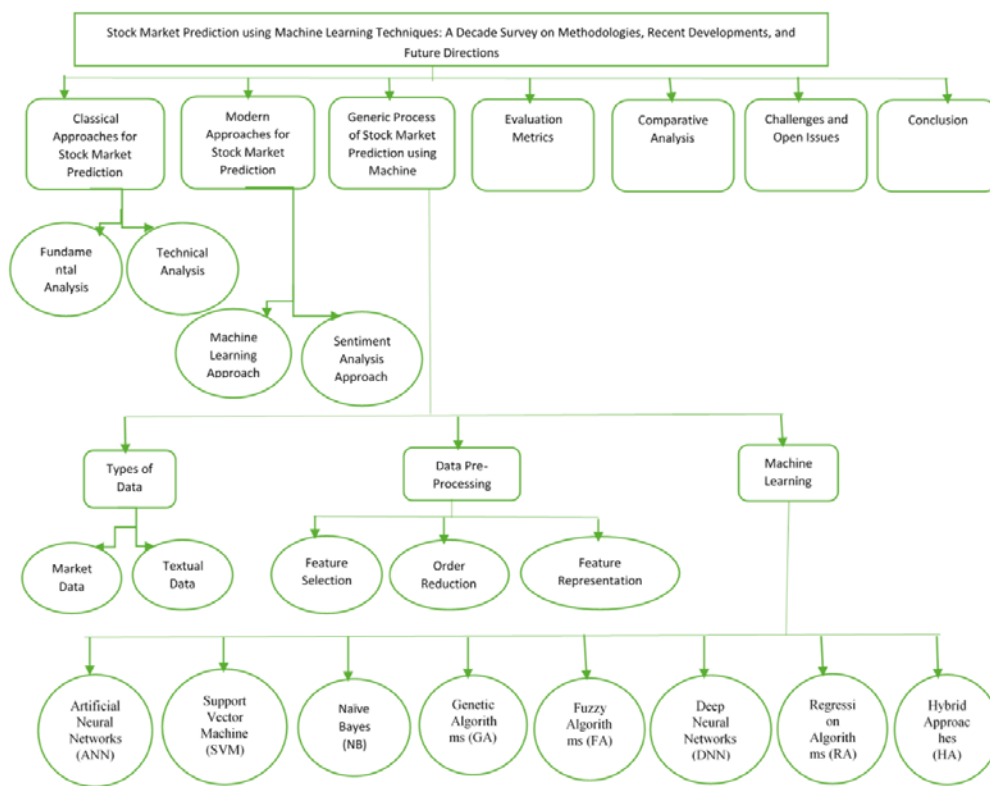 Stock Market Prediction using Machine Learning Techniques: A Decade Survey on Methodologies, Recent Developments, and
Future Directions
Classical
Approaches for
Stock Market
Prediction
Modern
Approaches for
Stock Market
Prediction
Generic Process
of Stock Market
Prediction using
Machine
Evaluation
Metrics
Comparative
Analysis
Challenges and
Open Issues
Conclusion
Fundame
ntal
Analysis
Technical
Analysis
Machine
Learning
Approach
Sentiment
Analysis
Approach
Types of
Data
Data Pre-
Processing
Machine
Learning
Market
Data
Textual
Data
Feature
Selection
Order
Reduction
Feature
Representation
Artificial
Neural
Networks
(ANN)
Support
Vector
Machine
(SVM)
Naïve
Bayes
(NB)
Genetic
Algorith
ms (GA)
Fuzzy
Algorith
ms (FA)
Deep
Neural
Networks
(DNN)
Regressi
on
Algorith
ms (RA)
Hybrid
Approac
hes
(HA)